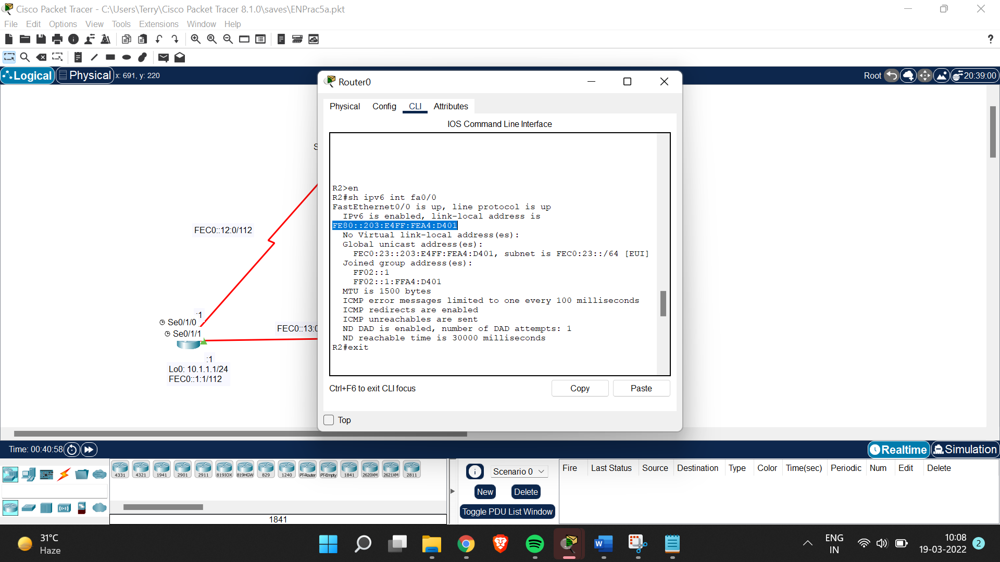 Cisco Packet Tracer - C:\Users\Terry\Cisco Packet Tracer 8.1.0\saves\ENPrac5a.pkt
File Edit Options View Tools Extensions Window Help
?
Logical Physical x: 691, y: 220 Root 20:39:00
Router0
Physical Config CLI Attributes
IOS Command Line Interface
R2>en
R2#sh ipv6 int fa0/0
FastEthernet0/0 is up, line protocol is up
IPv6 is enabled, link-local address is
FE80::203:E4FF:FEA4:D401
No Virtual link-local address(es):
Global unicast address(es):
FEC0:23::203:E4FF:FEA4:D401, subnet is FEC0:23::/64 [EUI]
Joined group address(es):
FF02::1
FF02::1:FFA4:D401
MTU is 1500 bytes
ICMP error messages limited to one every 100 milliseconds
ICMP redirects are enabled
ICMP unreachables are sent
ND DAD is enabled, number of DAD attempts: 1
ND reachable time is 30000 milliseconds
R2#exit
Ctrl+F6 to exit CLI focus Copy Paste
Top
S
FEC0::12:0/112
:1
Se0/1/0
Se0/1/1
FEC0::13:0
:1
Lo0: 10.1.1.1/24
FEC0::1:1/112
Time: 00:40:58 Realtime Simulation
4331 4321 1941 2901 2911 819IOX 819HGW 829 1240 PT-Router PT-Empty 1841 2620XM 2621XM 2811
1841
Scenario 0
New Delete
Toggle PDU List Window
Fire Last Status Source Destination Type Color Time(sec) Periodic Num Edit Delete
31°C
Haze
ENG
IN
10:08
19-03-2022
2